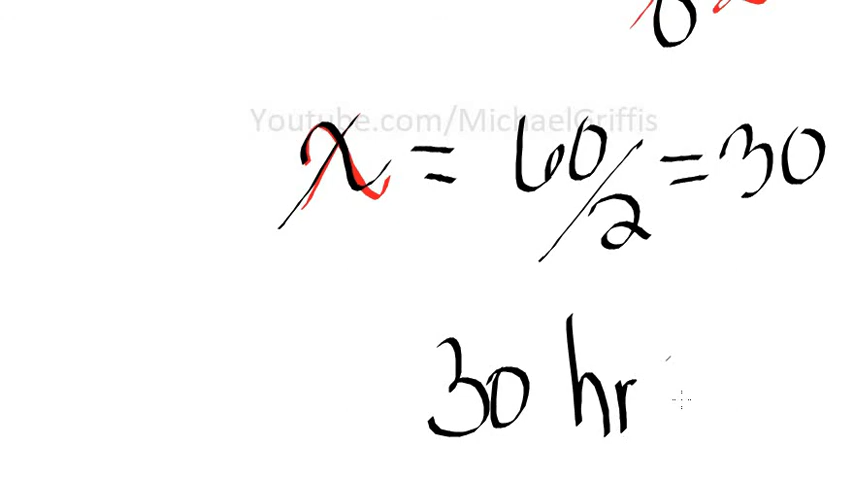 Youtube.com/MichaelGriffis
x = 60/2 = 30
30 hr